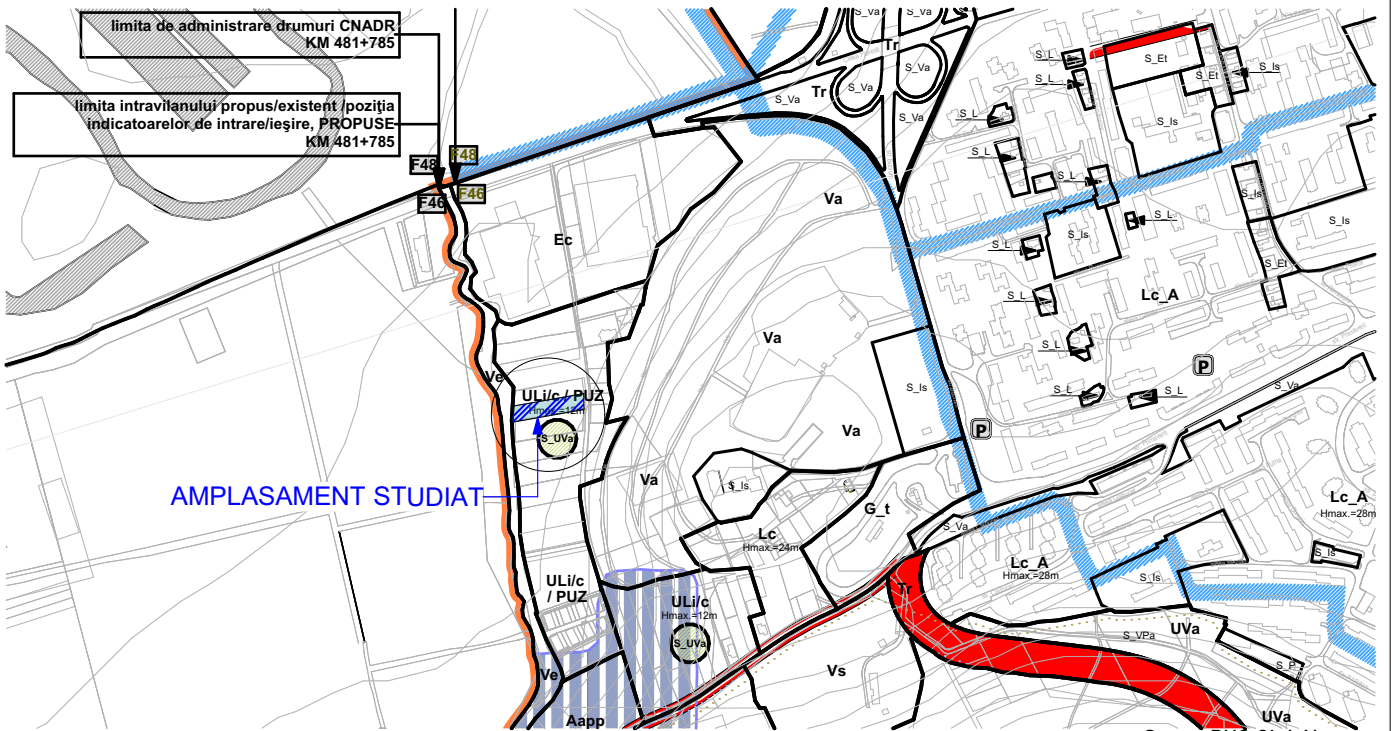 limita de administrare drumuri CNADR
KM 481+785
limita intravilanului propus/existent /poziția
indicatoarelor de intrare/ieșire, PROPUSE
KM 481+785
F48
F48
F46
F46
S_Va
S_Va
Tr
S_Va
S_Va
Tr
S_Va
S_Va
S_L
S_L
S_Et
S_Et
S_Is
S_L
S_Is
S_L
S_L
S_Is
S_L
S_Is
S_Is
S_L
S_Et
S_L
Lc_A
S_L
S_L
S_L
P
S_Va
P
Ec
Va
Va
S_Is
Va
Ve
ULi/c / PUZ
Hmax.=12m
S_UVa
AMPLASAMENT STUDIAT
Va
S_Is
G_t
S_Va
Lc
Hmax.=24m
Lc_A
Hmax.=28m
Lc_A
Hmax.=28m
S_Is
S_Is
ULi/c
/ PUZ
ULi/c
Hmax.=12m
S_UVa
Tr
Vs
S_VPa
UVa
S_P
UVa
Ve
Aapp